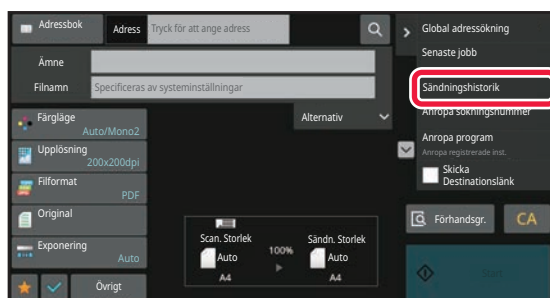 Adressbok
Adress
Tryck för att ange adress
Ämne
Filnamn
Specificeras av systeminställningar
Färgläge
Auto/Mono2
Upplösning
200x200dpi
Filformat
PDF
Original
Exponering
Auto
Övrigt
Alternativ
Scan. Storlek
Auto
A4
100%
Sändn. Storlek
Auto
A4
Global adressökning
Senaste jobb
Sändningshistorik
Anropa sökningsnummer
Anropa program
Anropa registrerade inst.
Skicka
Destinationslänk
Förhandsgr.
CA
Start